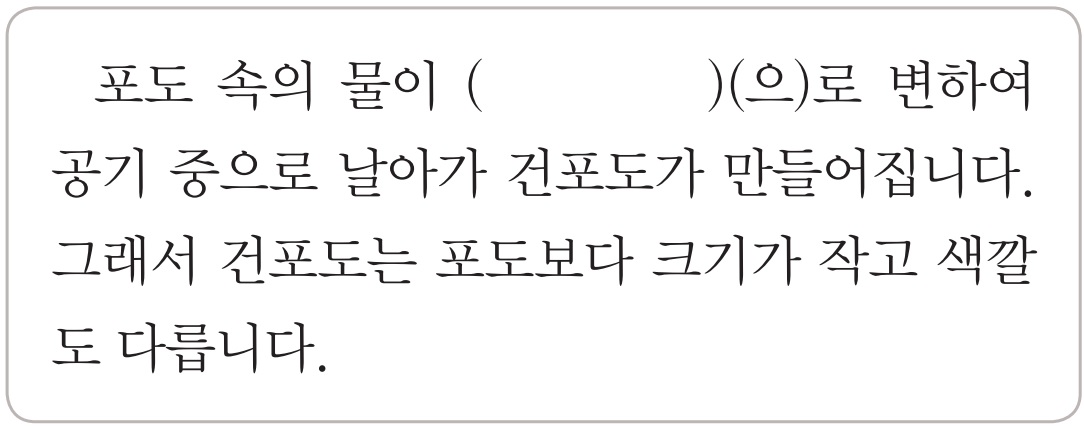 포도 속의 물이 (               )(으)로 변하여
공기 중으로 날아가 건포도가 만들어집니다.
그래서 건포도는 포도보다 크기가 작고 색깔
도 다릅니다.